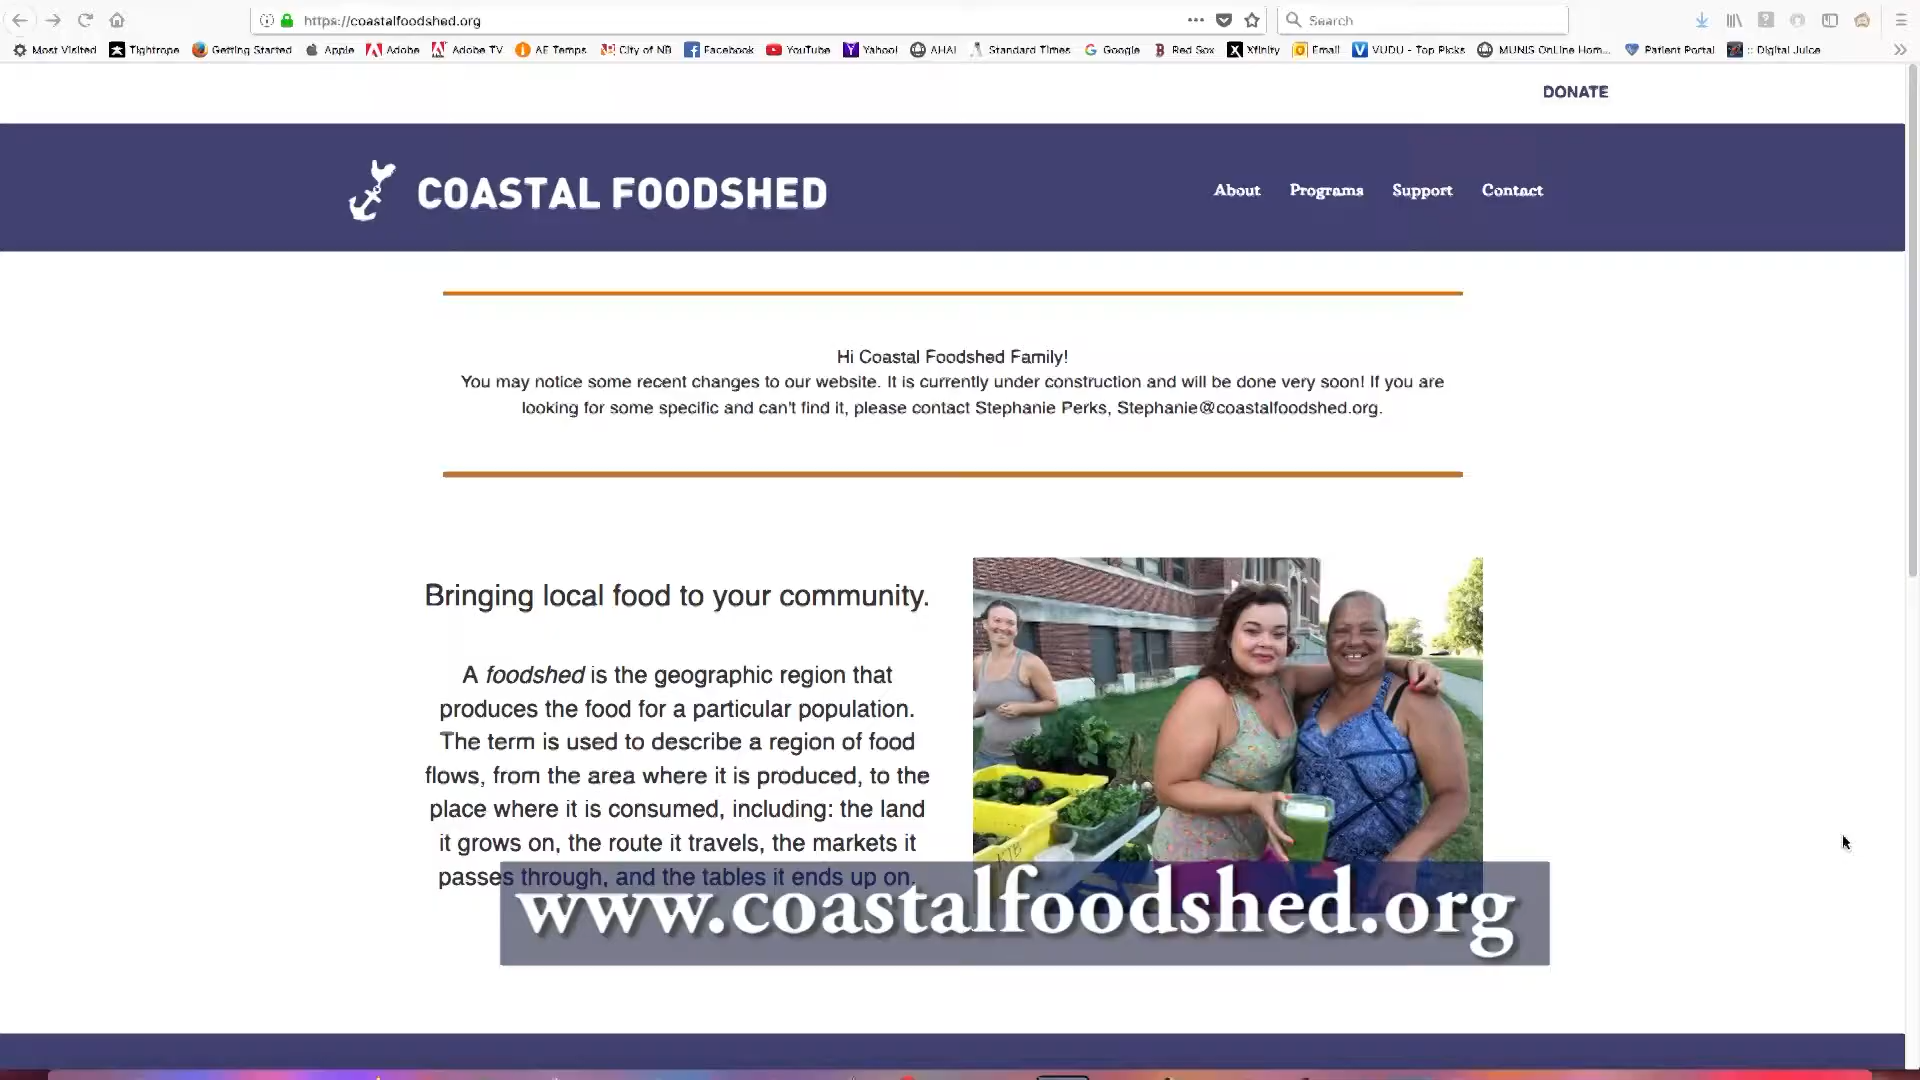 https://coastalfoodshed.org
Search
Most Visited Tightrope Getting Started Apple Adobe Adobe TV AE Temps City of NB Facebook YouTube Yahoo! AHA! Standard Times Google Red Sox Xfinity Email VUDU - Top Picks MUNIS OnLine Hom... Patient Portal :: Digital Juice
DONATE
COASTAL FOODSHED
About Programs Support Contact
Hi Coastal Foodshed Family!
You may notice some recent changes to our website. It is currently under construction and will be done very soon! If you are
looking for some specific and can't find it, please contact Stephanie Perks, Stephanie@coastalfoodshed.org.
Bringing local food to your community.
A foodshed is the geographic region that
produces the food for a particular population.
The term is used to describe a region of food
flows, from the area where it is produced, to the
place where it is consumed, including: the land
it grows on, the route it travels, the markets it
passes through, and the tables it ends up on.
www.coastalfoodshed.org